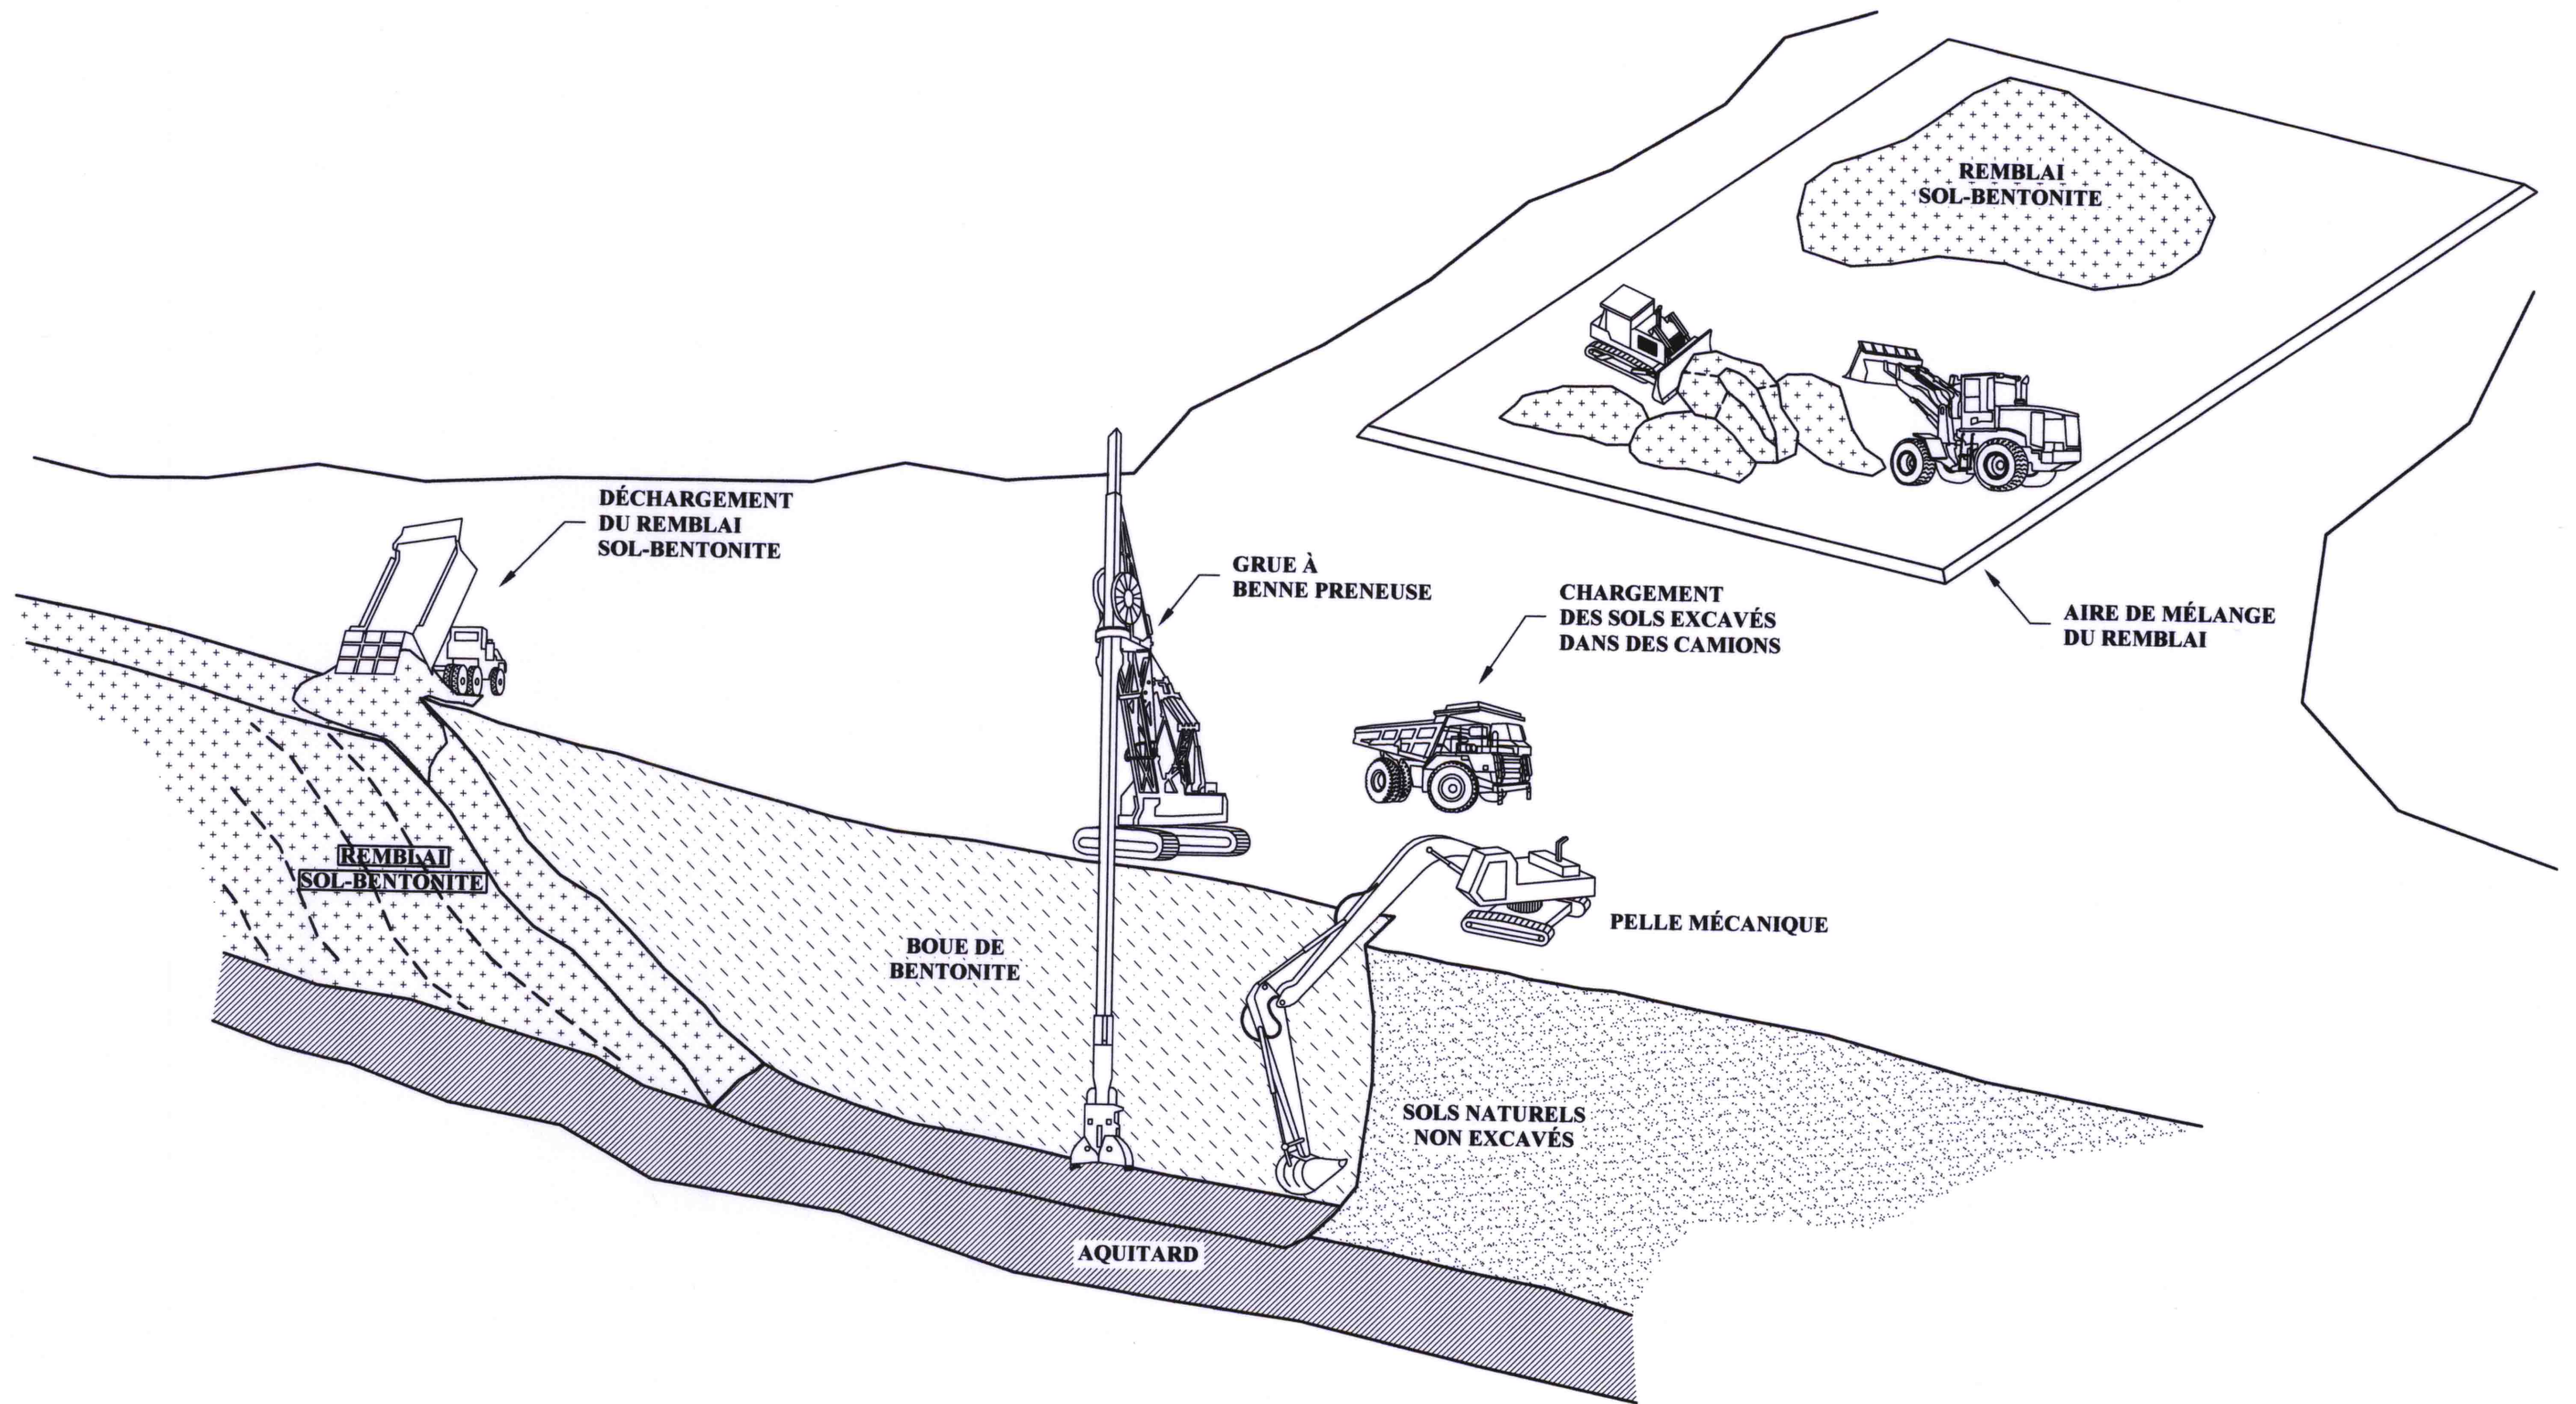 REMBLAI
SOL-BENTONITE
DÉCHARGEMENT
DU REMBLAI
SOL-BENTONITE
GRUE À
BENNE PRENEUSE
CHARGEMENT
DES SOLS EXCAVÉS
DANS DES CAMIONS
AIRE DE MÉLANGE
DU REMBLAI
REMBLAI
SOL-BENTONITE
PELLE MÉCANIQUE
BOUE DE
BENTONITE
SOLS NATURELS
NON EXCAVÉS
AQUITARD